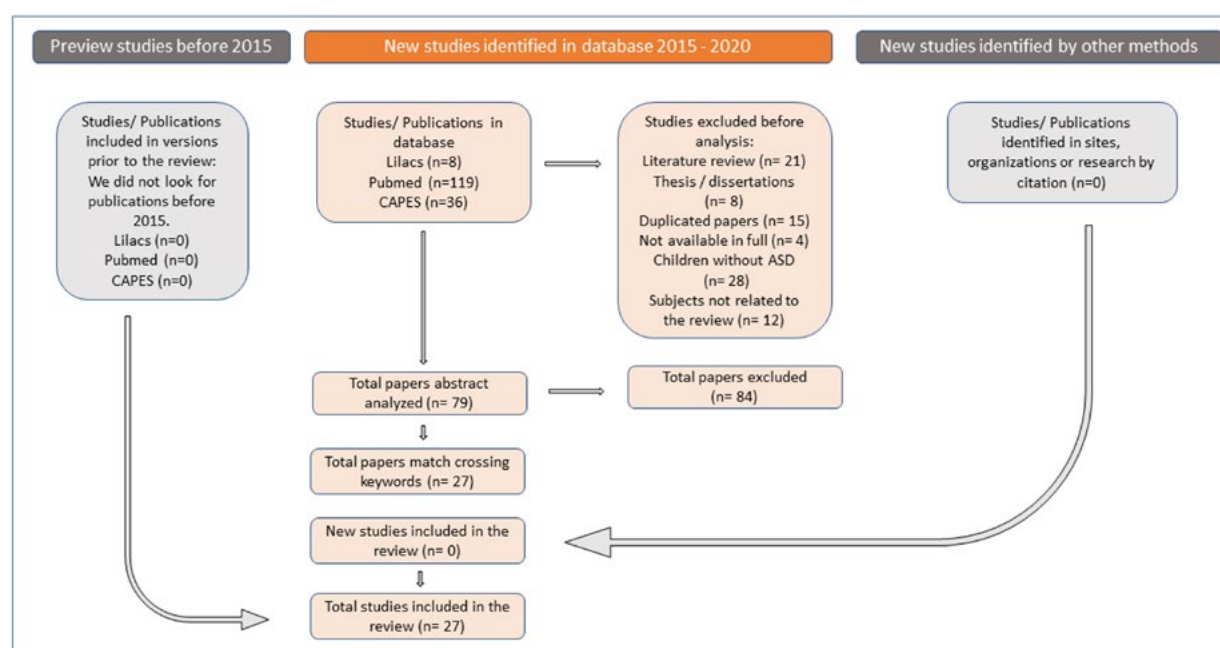 Preview studies before 2015
New studies identified in database 2015 - 2020
New studies identified by other methods
Studies/ Publications
included in versions
prior to the review:
We did not look for
publications before
2015.
Lilacs (n=0)
Pubmed (n=0)
CAPES (n=0)
Studies/ Publications in
database
Lilacs (n=8)
Pubmed (n=119)
CAPES (n=36)
Studies excluded before
analysis:
Literature review (n= 21)
Thesis / dissertations
(n= 8)
Duplicated papers (n= 15)
Not available in full (n= 4)
Children without ASD
(n= 28)
Subjects not related to
the review (n= 12)
Studies/ Publications
identified in sites,
organizations or research by
citation (n=0)
Total papers abstract
analyzed (n= 79)
Total papers excluded
(n= 84)
Total papers match crossing
keywords (n= 27)
New studies included in the
review (n= 0)
Total studies included in the
review (n= 27)